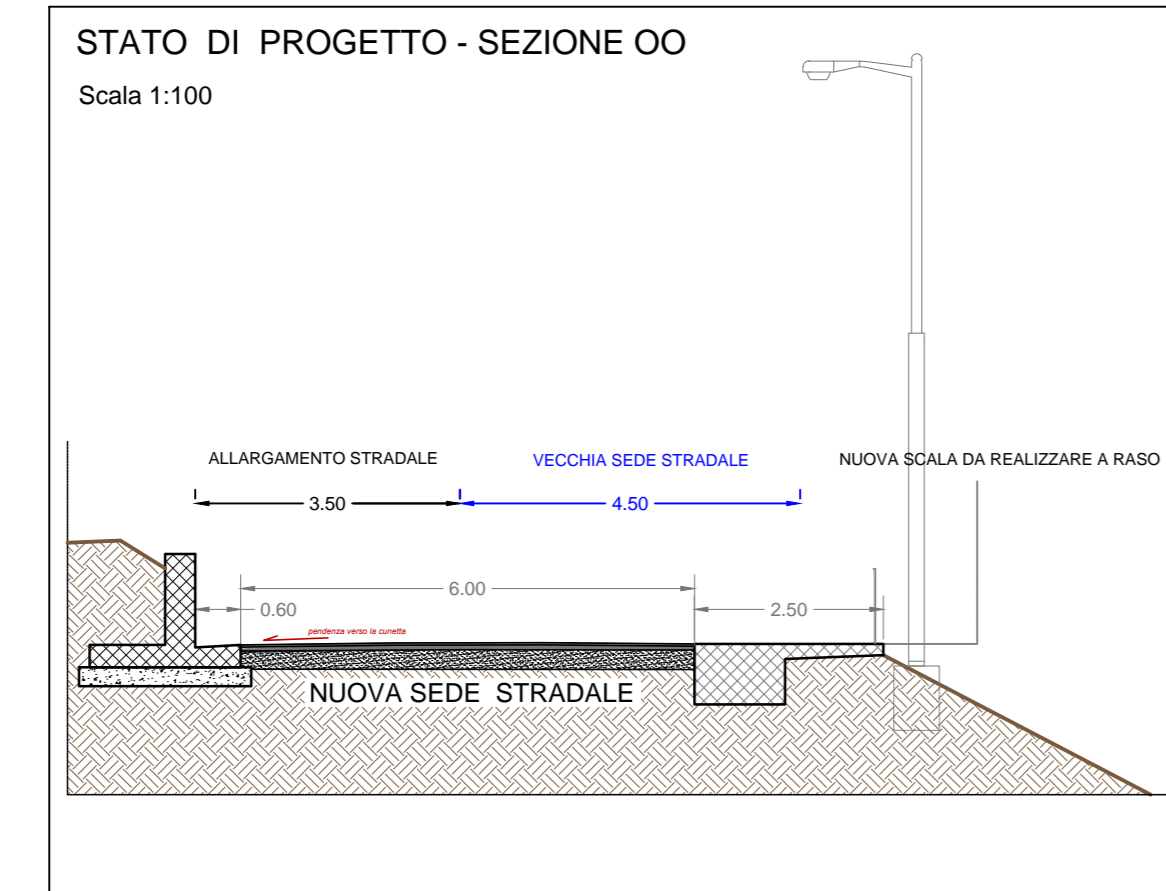 STATO DI PROGETTO - SEZIONE OO
Scala 1:100
ALLARGAMENTO STRADALE
VECCHIA SEDE STRADALE
NUOVA SCALA DA REALIZZARE A RASO
3.50
4.50
6.00
0.60
2.50
pendenza verso la cunetta
NUOVA SEDE STRADALE